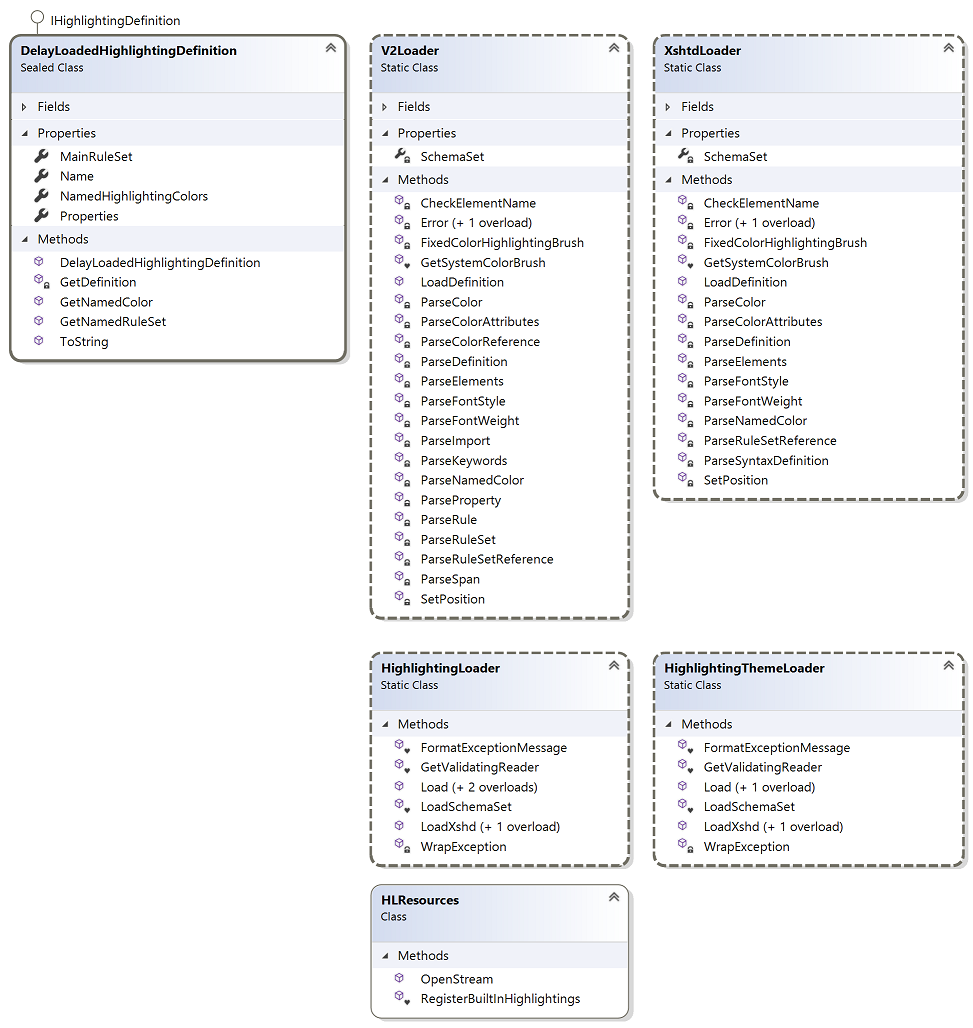 IHighlightingDefinition
DelayLoadedHighlightingDefinition
Sealed Class
Fields
Properties
MainRuleSet
Name
NamedHighlightingColors
Properties
Methods
DelayLoadedHighlightingDefinition
GetDefinition
GetNamedColor
GetNamedRuleSet
ToString
V2Loader
Static Class
Fields
Properties
SchemaSet
Methods
CheckElementName
Error (+ 1 overload)
FixedColorHighlightingBrush
GetSystemColorBrush
LoadDefinition
ParseColor
ParseColorAttributes
ParseColorReference
ParseDefinition
ParseElements
ParseFontStyle
ParseFontWeight
ParseImport
ParseKeywords
ParseNamedColor
ParseProperty
ParseRule
ParseRuleSet
ParseRuleSetReference
ParseSpan
SetPosition
XshtdLoader
Static Class
Fields
Properties
SchemaSet
Methods
CheckElementName
Error (+ 1 overload)
FixedColorHighlightingBrush
GetSystemColorBrush
LoadDefinition
ParseColor
ParseColorAttributes
ParseDefinition
ParseElements
ParseFontStyle
ParseFontWeight
ParseNamedColor
ParseRuleSetReference
ParseSyntaxDefinition
SetPosition
HighlightingLoader
Static Class
Methods
FormatExceptionMessage
GetValidatingReader
Load (+ 2 overloads)
LoadSchemaSet
LoadXshd (+ 1 overload)
WrapException
HighlightingThemeLoader
Static Class
Methods
FormatExceptionMessage
GetValidatingReader
Load (+ 1 overload)
LoadSchemaSet
LoadXshd (+ 1 overload)
WrapException
HLResources
Class
Methods
OpenStream
RegisterBuiltInHighlightings